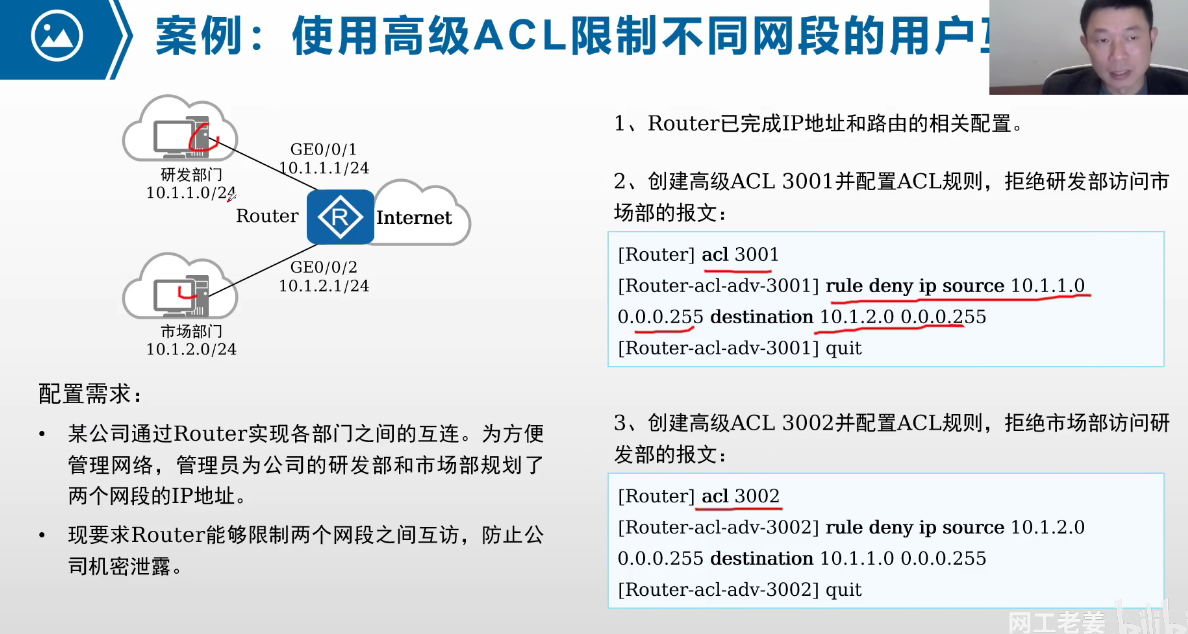 案例：使用高级ACL限制不同网段的用户
GE0/0/1
10.1.1.1/24
研发部门
10.1.1.0/24
Router
R
Internet
GE0/0/2
10.1.2.1/24
市场部门
10.1.2.0/24
配置需求：
• 某公司通过Router实现各部门之间的互连。为方便
管理网络，管理员为公司的研发部和市场部规划了
两个网段的IP地址。
• 现要求Router能够限制两个网段之间互访，防止公
司机密泄露。
1、Router已完成IP地址和路由的相关配置。
2、创建高级ACL 3001并配置ACL规则，拒绝研发部访问市
场部的报文：
[Router] acl 3001
[Router-acl-adv-3001] rule deny ip source 10.1.1.0
0.0.0.255 destination 10.1.2.0 0.0.0.255
[Router-acl-adv-3001] quit
3、创建高级ACL 3002并配置ACL规则，拒绝市场部访问研
发部的报文：
[Router] acl 3002
[Router-acl-adv-3002] rule deny ip source 10.1.2.0
0.0.0.255 destination 10.1.1.0 0.0.0.255
[Router-acl-adv-3002] quit
网工老姜